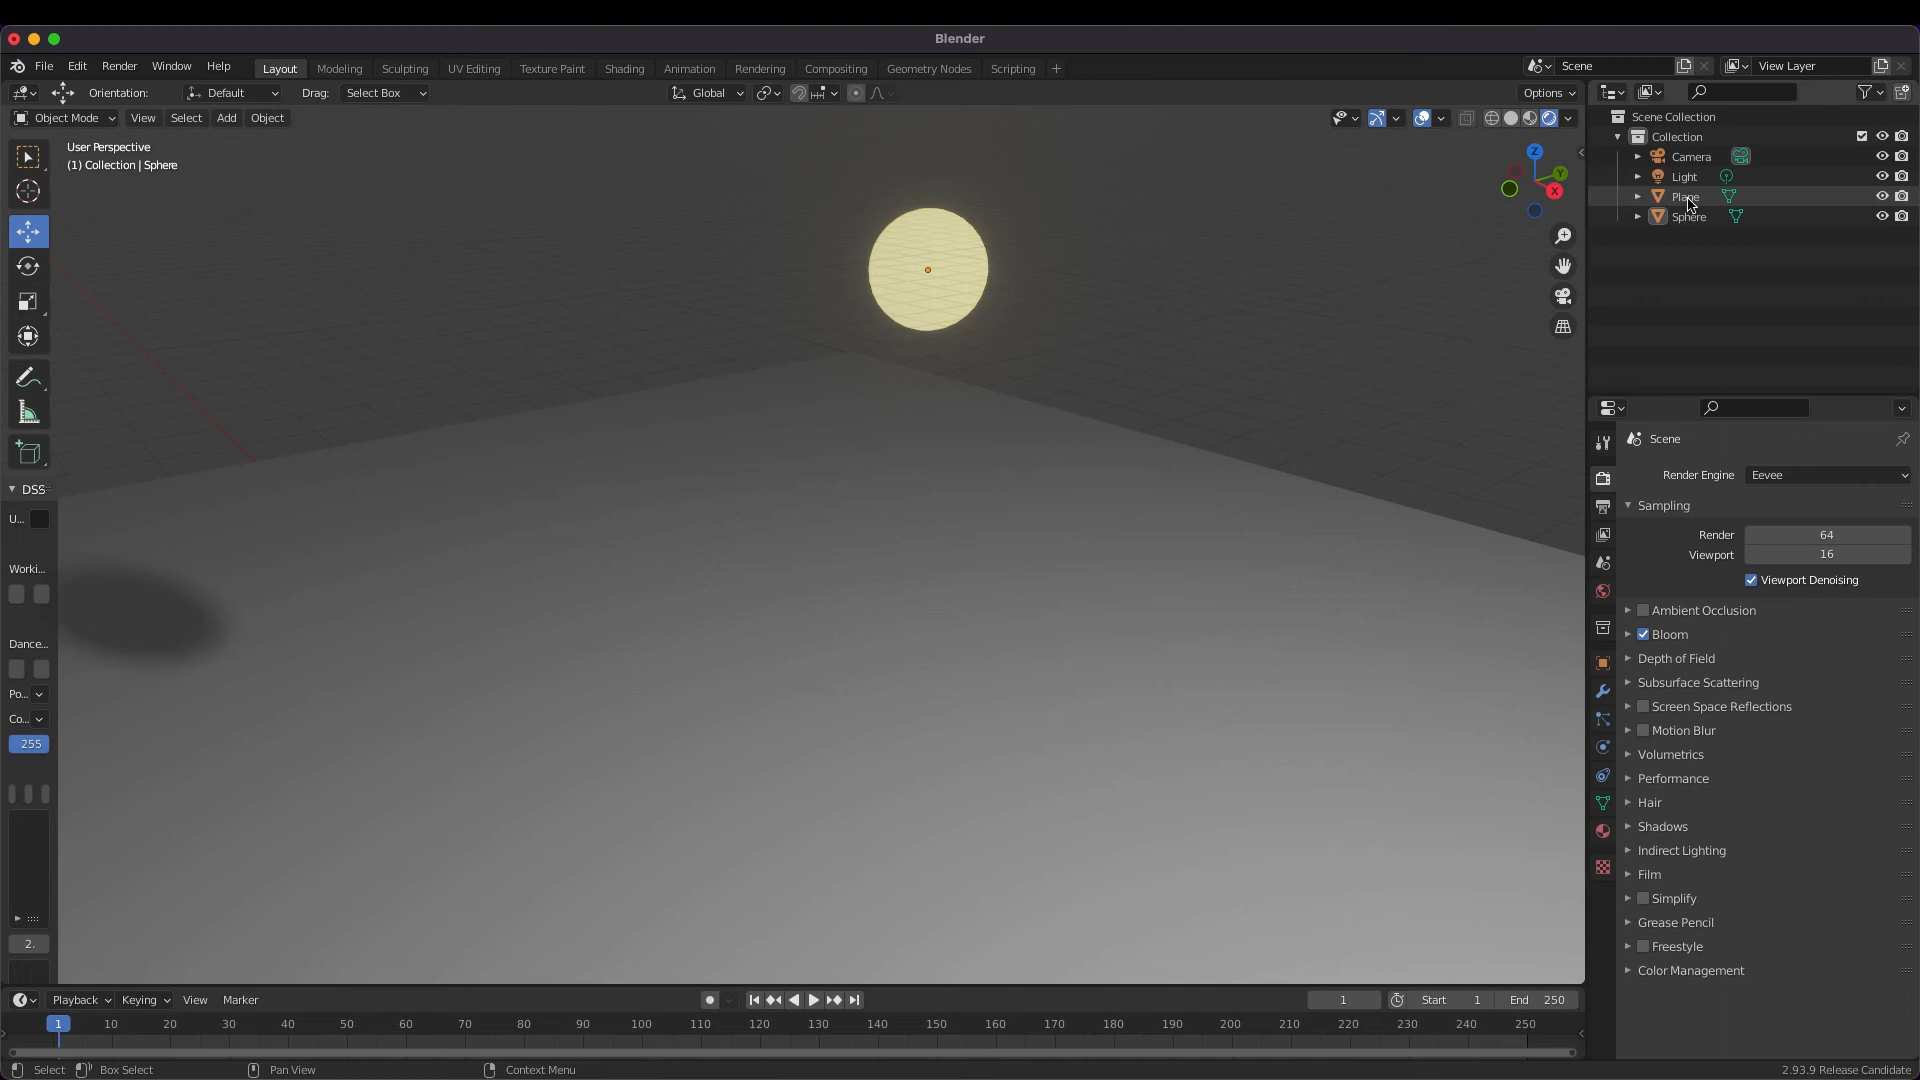 Blender
File Edit Render Window Help Layout Modeling Sculpting UV Editing Texture Paint Shading Animation Rendering Compositing Geometry Nodes Scripting + Scene View Layer
Orientation: Default Drag: Select Box Global Options
Object Mode View Select Add Object
User Perspective
(1) Collection | Sphere
Z
Y
X
Scene Collection
Collection
Camera
Light
Plane
Sphere
DSS
U...
Worki...
Dance...
Po...
Co...
255
2.
Scene
Render Engine Eevee
Sampling
Render 64
Viewport 16
Viewport Denoising
Ambient Occlusion
Bloom
Depth of Field
Subsurface Scattering
Screen Space Reflections
Motion Blur
Volumetrics
Performance
Hair
Shadows
Indirect Lighting
Film
Simplify
Grease Pencil
Freestyle
Color Management
Playback Keying View Marker 1 Start 1 End 250
1 10 20 30 40 50 60 70 80 90 100 110 120 130 140 150 160 170 180 190 200 210 220 230 240 250
Select Box Select Pan View Context Menu 2.93.9 Release Candidate